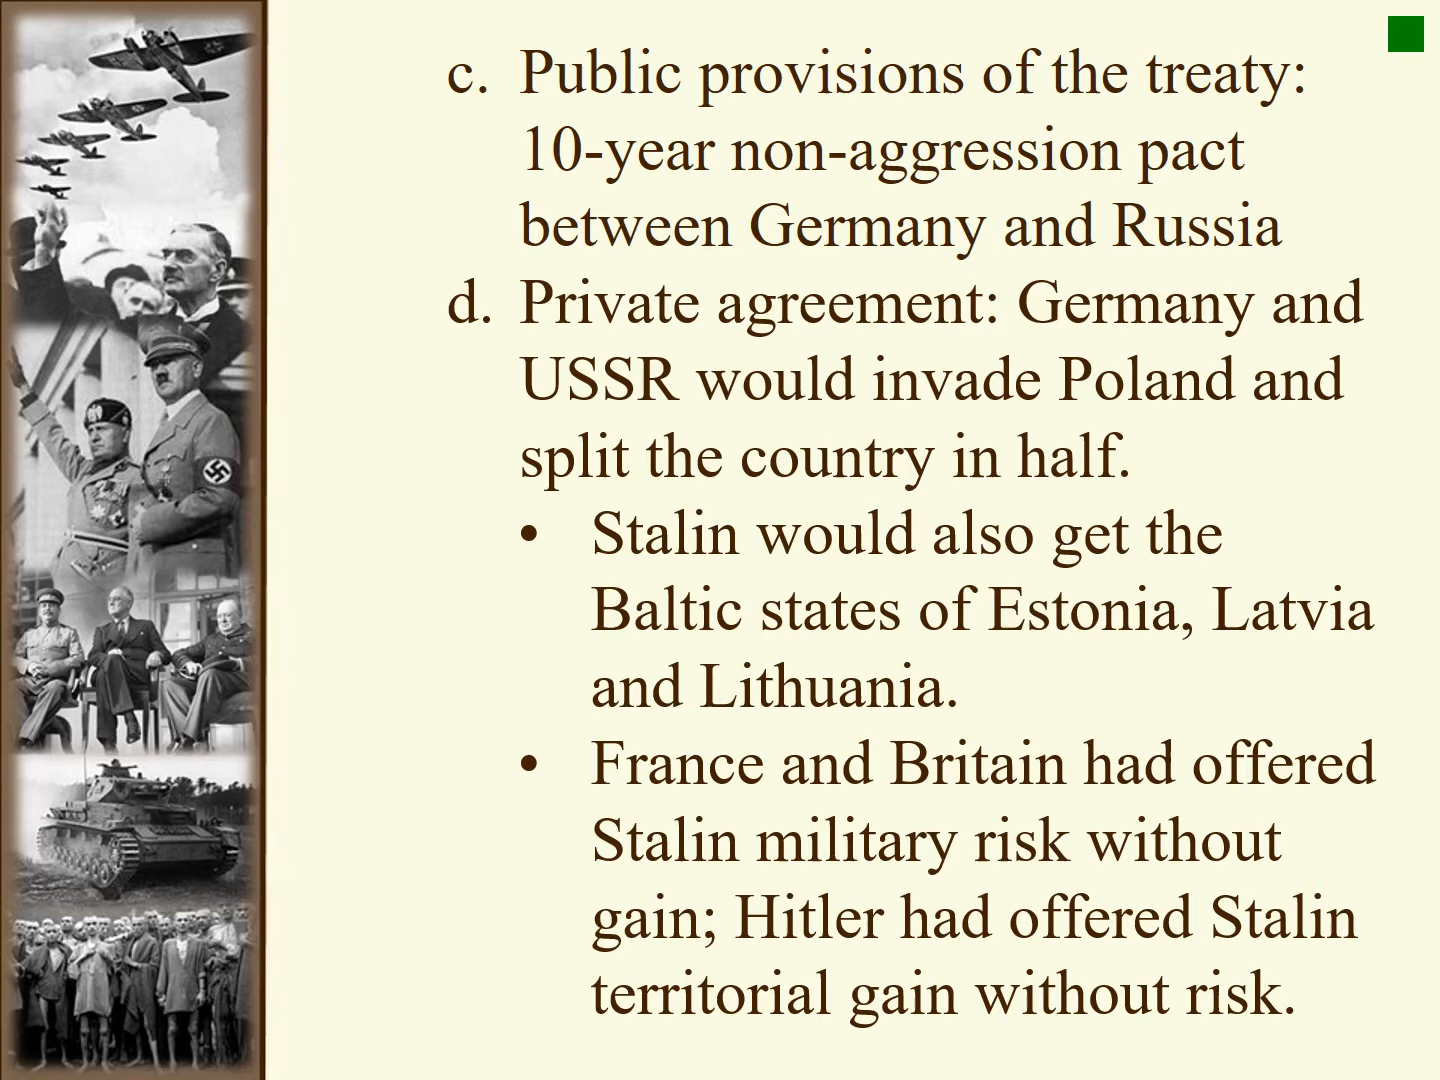 c. Public provisions of the treaty:
10-year non-aggression pact
between Germany and Russia
d. Private agreement: Germany and
USSR would invade Poland and
split the country in half.
• Stalin would also get the
Baltic states of Estonia, Latvia
and Lithuania.
• France and Britain had offered
Stalin military risk without
gain; Hitler had offered Stalin
territorial gain without risk.